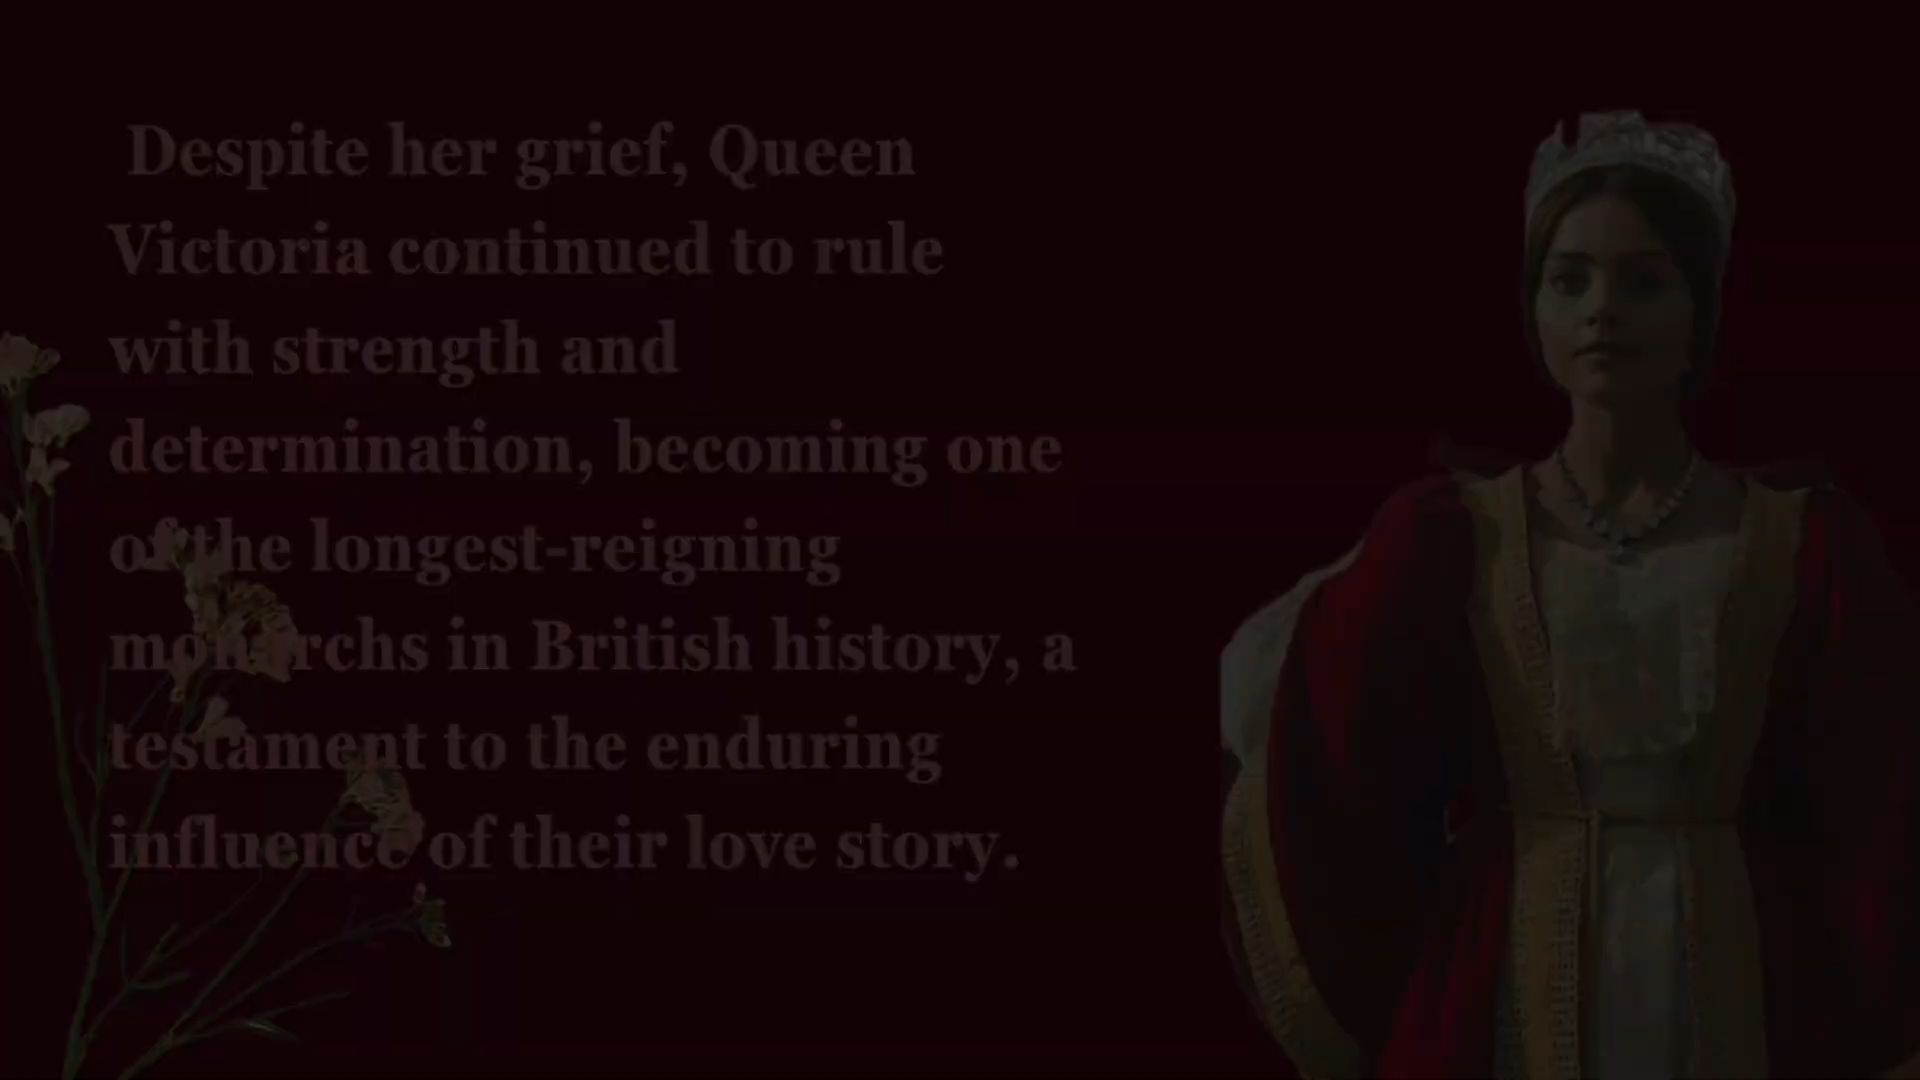 Despite her grief, Queen
Victoria continued to rule
with strength and
determination, becoming one
of the longest-reigning
monarchs in British history, a
testament to the enduring
influence of their love story.